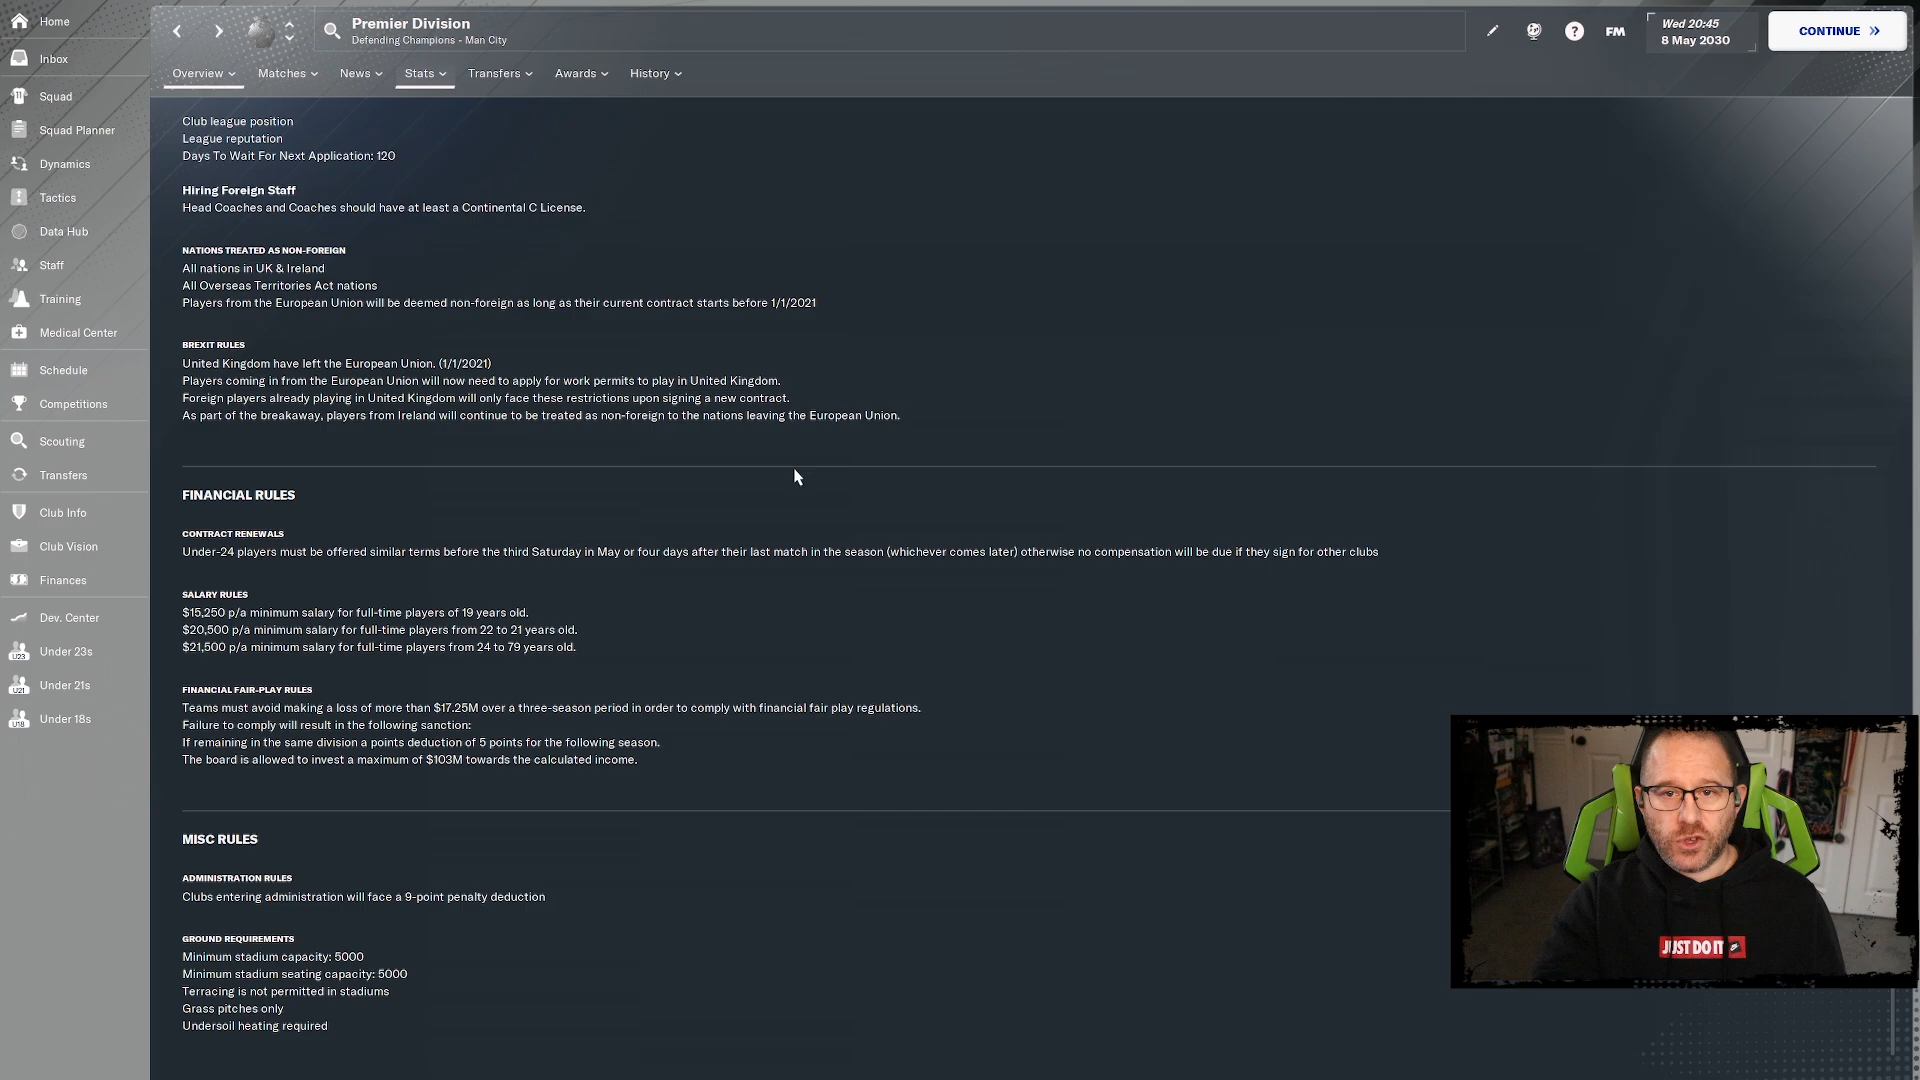 Home
Inbox
Squad
Squad Planner
Dynamics
Tactics
Data Hub
Staff
Training
Medical Center
Schedule
Competitions
Scouting
Transfers
Club Info
Club Vision
Finances
Dev. Center
U23 Under 23s
U21 Under 21s
U18 Under 18s
Premier Division
Defending Champions - Man City
? FM
Wed 20:45
8 May 2030
CONTINUE
Overview Matches News Stats Transfers Awards History
Club league position
League reputation
Days To Wait For Next Application: 120
Hiring Foreign Staff
Head Coaches and Coaches should have at least a Continental C License.
NATIONS TREATED AS NON-FOREIGN
All nations in UK & Ireland
All Overseas Territories Act nations
Players from the European Union will be deemed non-foreign as long as their current contract starts before 1/1/2021
BREXIT RULES
United Kingdom have left the European Union. (1/1/2021)
Players coming in from the European Union will now need to apply for work permits to play in United Kingdom.
Foreign players already playing in United Kingdom will only face these restrictions upon signing a new contract.
As part of the breakaway, players from Ireland will continue to be treated as non-foreign to the nations leaving the European Union.
FINANCIAL RULES
CONTRACT RENEWALS
Under-24 players must be offered similar terms before the third Saturday in May or four days after their last match in the season (whichever comes later) otherwise no compensation will be due if they sign for other clubs
SALARY RULES
$15,250 p/a minimum salary for full-time players of 19 years old.
$20,500 p/a minimum salary for full-time players from 22 to 21 years old.
$21,500 p/a minimum salary for full-time players from 24 to 79 years old.
FINANCIAL FAIR-PLAY RULES
Teams must avoid making a loss of more than $17.25M over a three-season period in order to comply with financial fair play regulations.
Failure to comply will result in the following sanction:
If remaining in the same division a points deduction of 5 points for the following season.
The board is allowed to invest a maximum of $103M towards the calculated income.
MISC RULES
ADMINISTRATION RULES
Clubs entering administration will face a 9-point penalty deduction
GROUND REQUIREMENTS
Minimum stadium capacity: 5000
Minimum stadium seating capacity: 5000
Terracing is not permitted in stadiums
Grass pitches only
Undersoil heating required
JUST DO IT